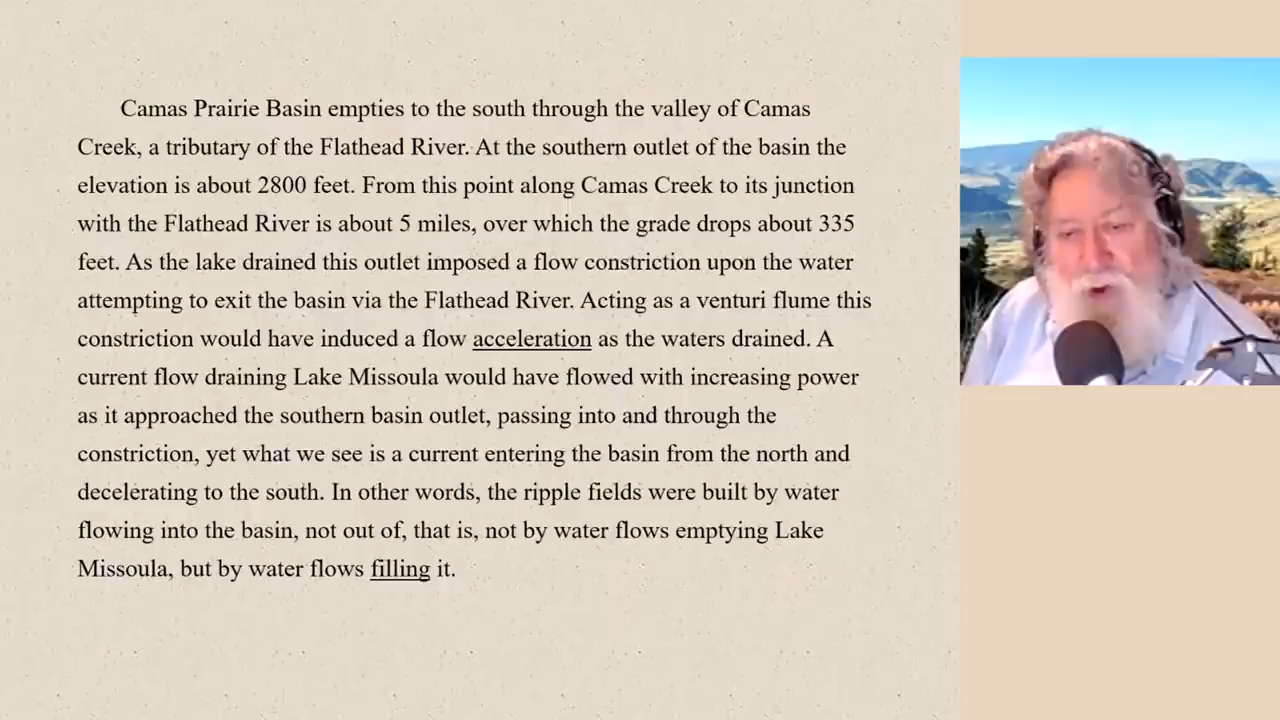 Camas Prairie Basin empties to the south through the valley of Camas
Creek, a tributary of the Flathead River. At the southern outlet of the basin the
elevation is about 2800 feet. From this point along Camas Creek to its junction
with the Flathead River is about 5 miles, over which the grade drops about 335
feet. As the lake drained this outlet imposed a flow constriction upon the water
attempting to exit the basin via the Flathead River. Acting as a venturi flume this
constriction would have induced a flow acceleration as the waters drained. A
current flow draining Lake Missoula would have flowed with increasing power
as it approached the southern basin outlet, passing into and through the
constriction, yet what we see is a current entering the basin from the north and
decelerating to the south. In other words, the ripple fields were built by water
flowing into the basin, not out of, that is, not by water flows emptying Lake
Missoula, but by water flows filling it.